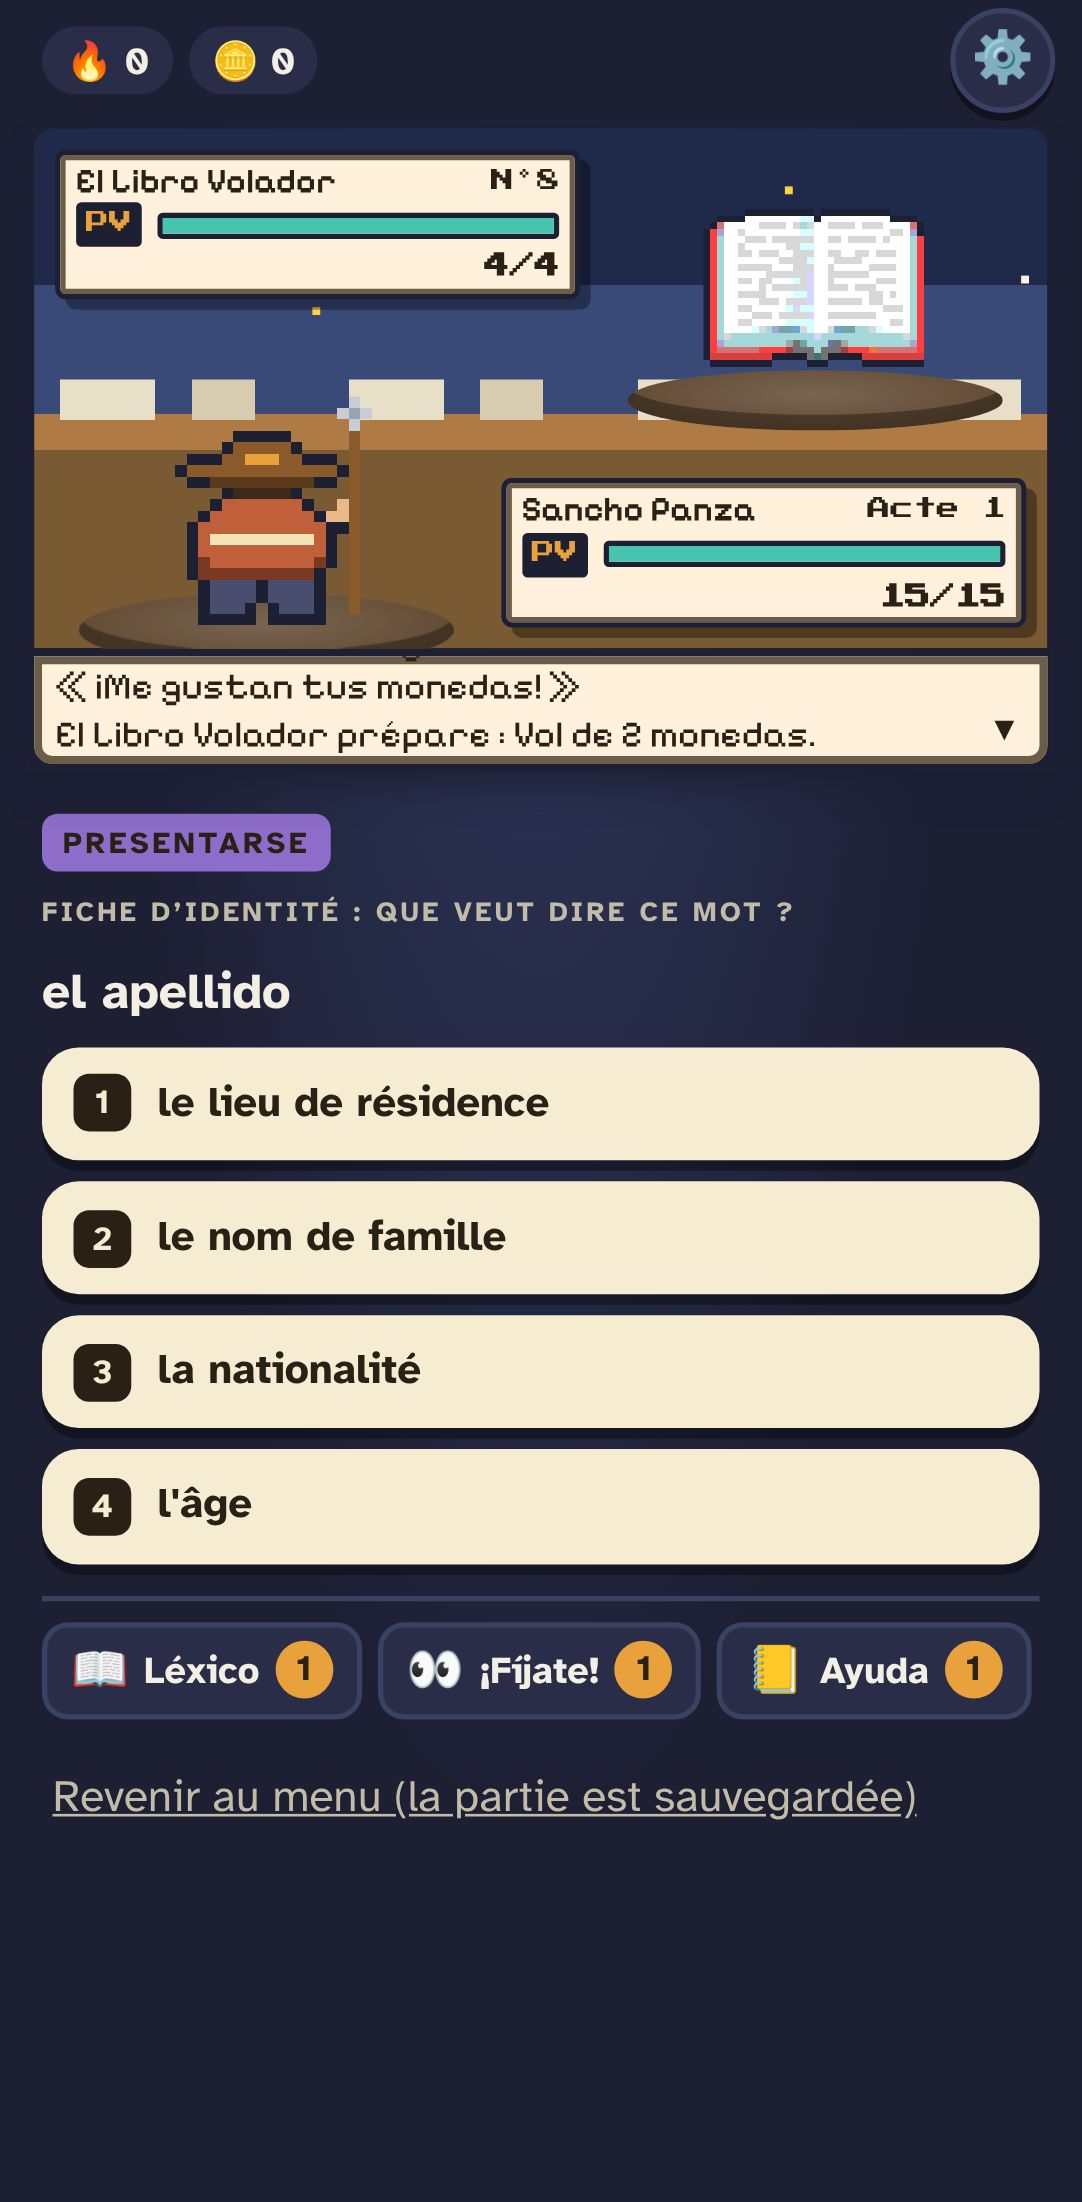 0 0
El Libro Volador N°8
PV
4/4
Sancho Panza Acte 1
PV
15/15
« ¡Me gustan tus monedas! »
El Libro Volador prépare : Vol de 2 monedas.
PRESENTARSE
FICHE D’IDENTITÉ : QUE VEUT DIRE CE MOT ?
el apellido
1 le lieu de résidence
2 le nom de famille
3 la nationalité
4 l'âge
Léxico 1 ¡Fíjate! 1 Ayuda 1
Revenir au menu (la partie est sauvegardée)